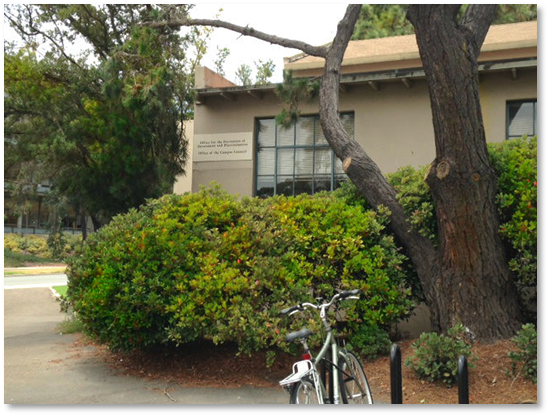 Office for the Prevention of
Harassment and Discrimination
Office of the Campus Counsel